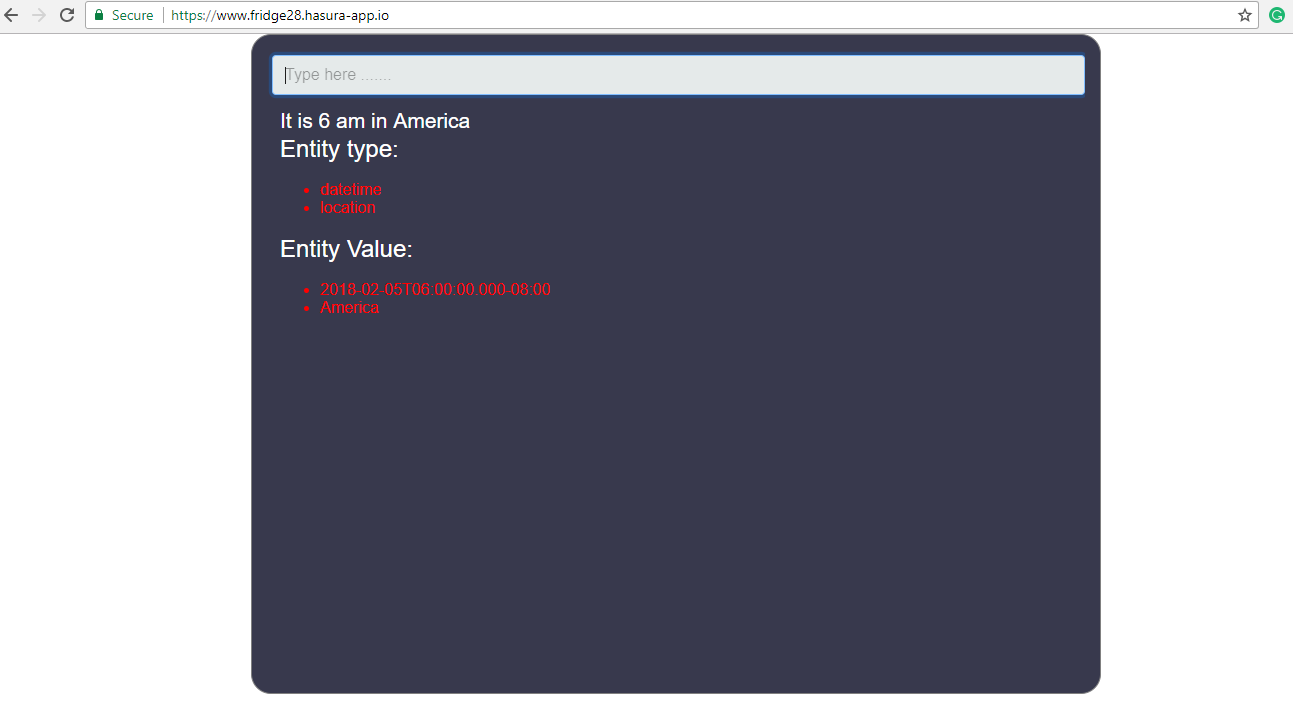 Secure https://www.fridge28.hasura-app.io
Type here .......
It is 6 am in America
Entity type:
datetime
location
Entity Value:
2018-02-05T06:00:00.000-08:00
America